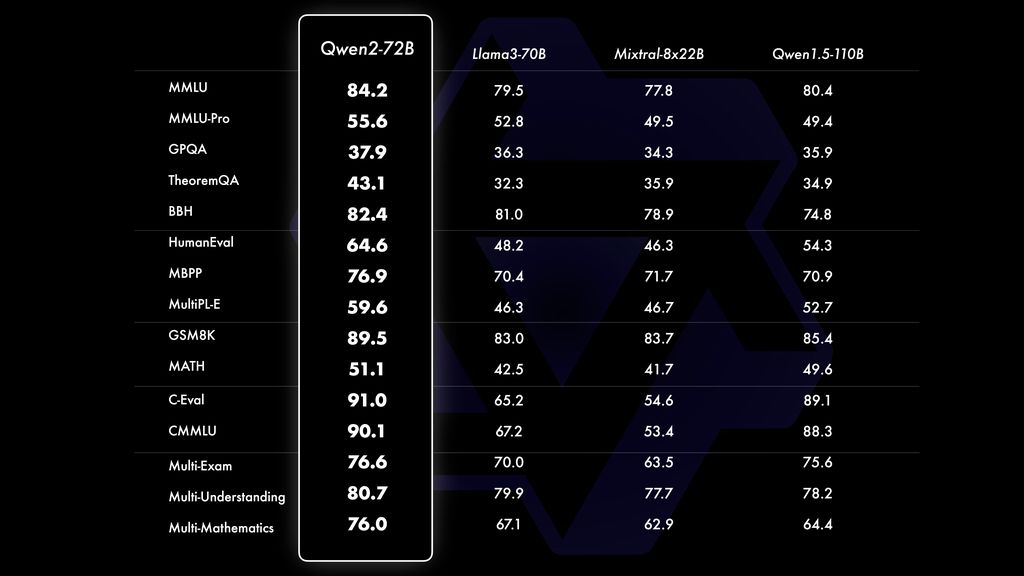 Qwen2-72B Llama3-70B Mixtral-8x22B Qwen1.5-110B
MMLU 84.2 79.5 77.8 80.4
MMLU-Pro 55.6 52.8 49.5 49.4
GPQA 37.9 36.3 34.3 35.9
TheoremQA 43.1 32.3 35.9 34.9
BBH 82.4 81.0 78.9 74.8
HumanEval 64.6 48.2 46.3 54.3
MBPP 76.9 70.4 71.7 70.9
MultiPL-E 59.6 46.3 46.7 52.7
GSM8K 89.5 83.0 83.7 85.4
MATH 51.1 42.5 41.7 49.6
C-Eval 91.0 65.2 54.6 89.1
CMMLU 90.1 67.2 53.4 88.3
Multi-Exam 76.6 70.0 63.5 75.6
Multi-Understanding 80.7 79.9 77.7 78.2
Multi-Mathematics 76.0 67.1 62.9 64.4